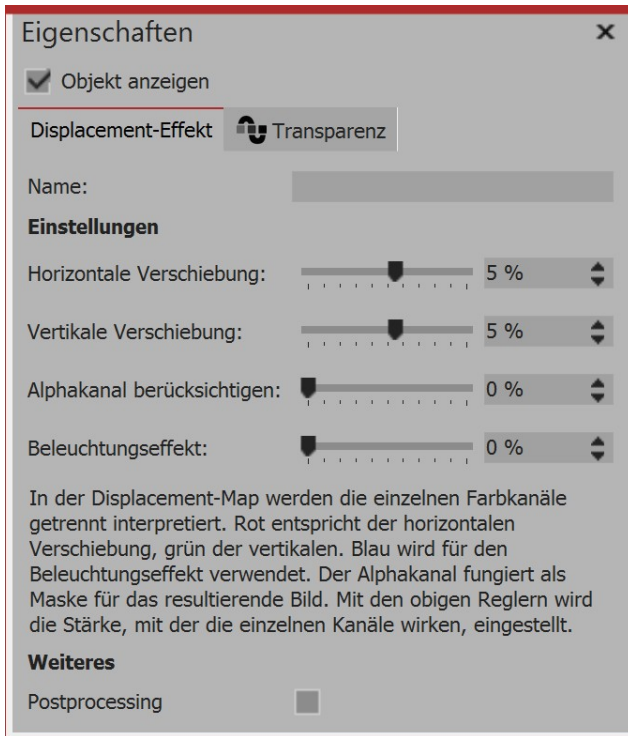 Eigenschaften
Objekt anzeigen
Displacement-Effekt
Transparenz
Name:
Einstellungen
Horizontale Verschiebung: 5 %
Vertikale Verschiebung: 5 %
Alphakanal berücksichtigen: 0 %
Beleuchtungseffekt: 0 %
In der Displacement-Map werden die einzelnen Farbkanäle
getrennt interpretiert. Rot entspricht der horizontalen
Verschiebung, grün der vertikalen. Blau wird für den
Beleuchtungseffekt verwendet. Der Alphakanal fungiert als
Maske für das resultierende Bild. Mit den obigen Reglern wird
die Stärke, mit der die einzelnen Kanäle wirken, eingestellt.
Weiteres
Postprocessing